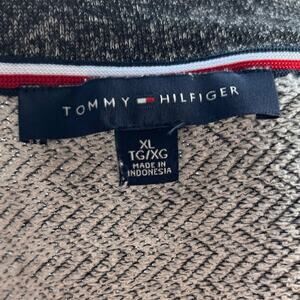 TOMMY HILFIGER
XL
TG/XG
MADE IN
INDONESIA